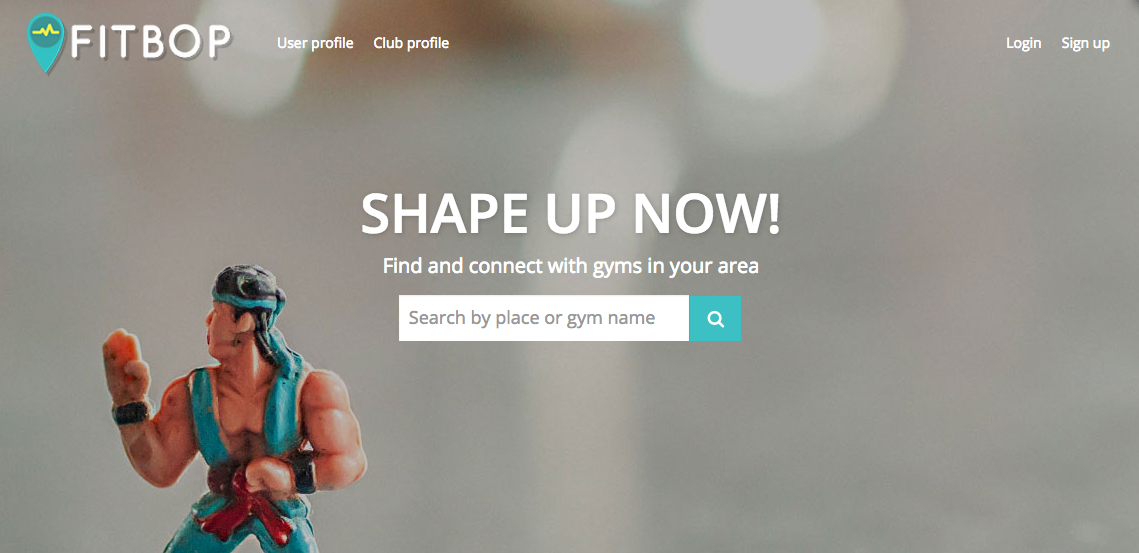 FITBOP
User profile
Club profile
Login
Sign up
SHAPE UP NOW!
Find and connect with gyms in your area
Search by place or gym name